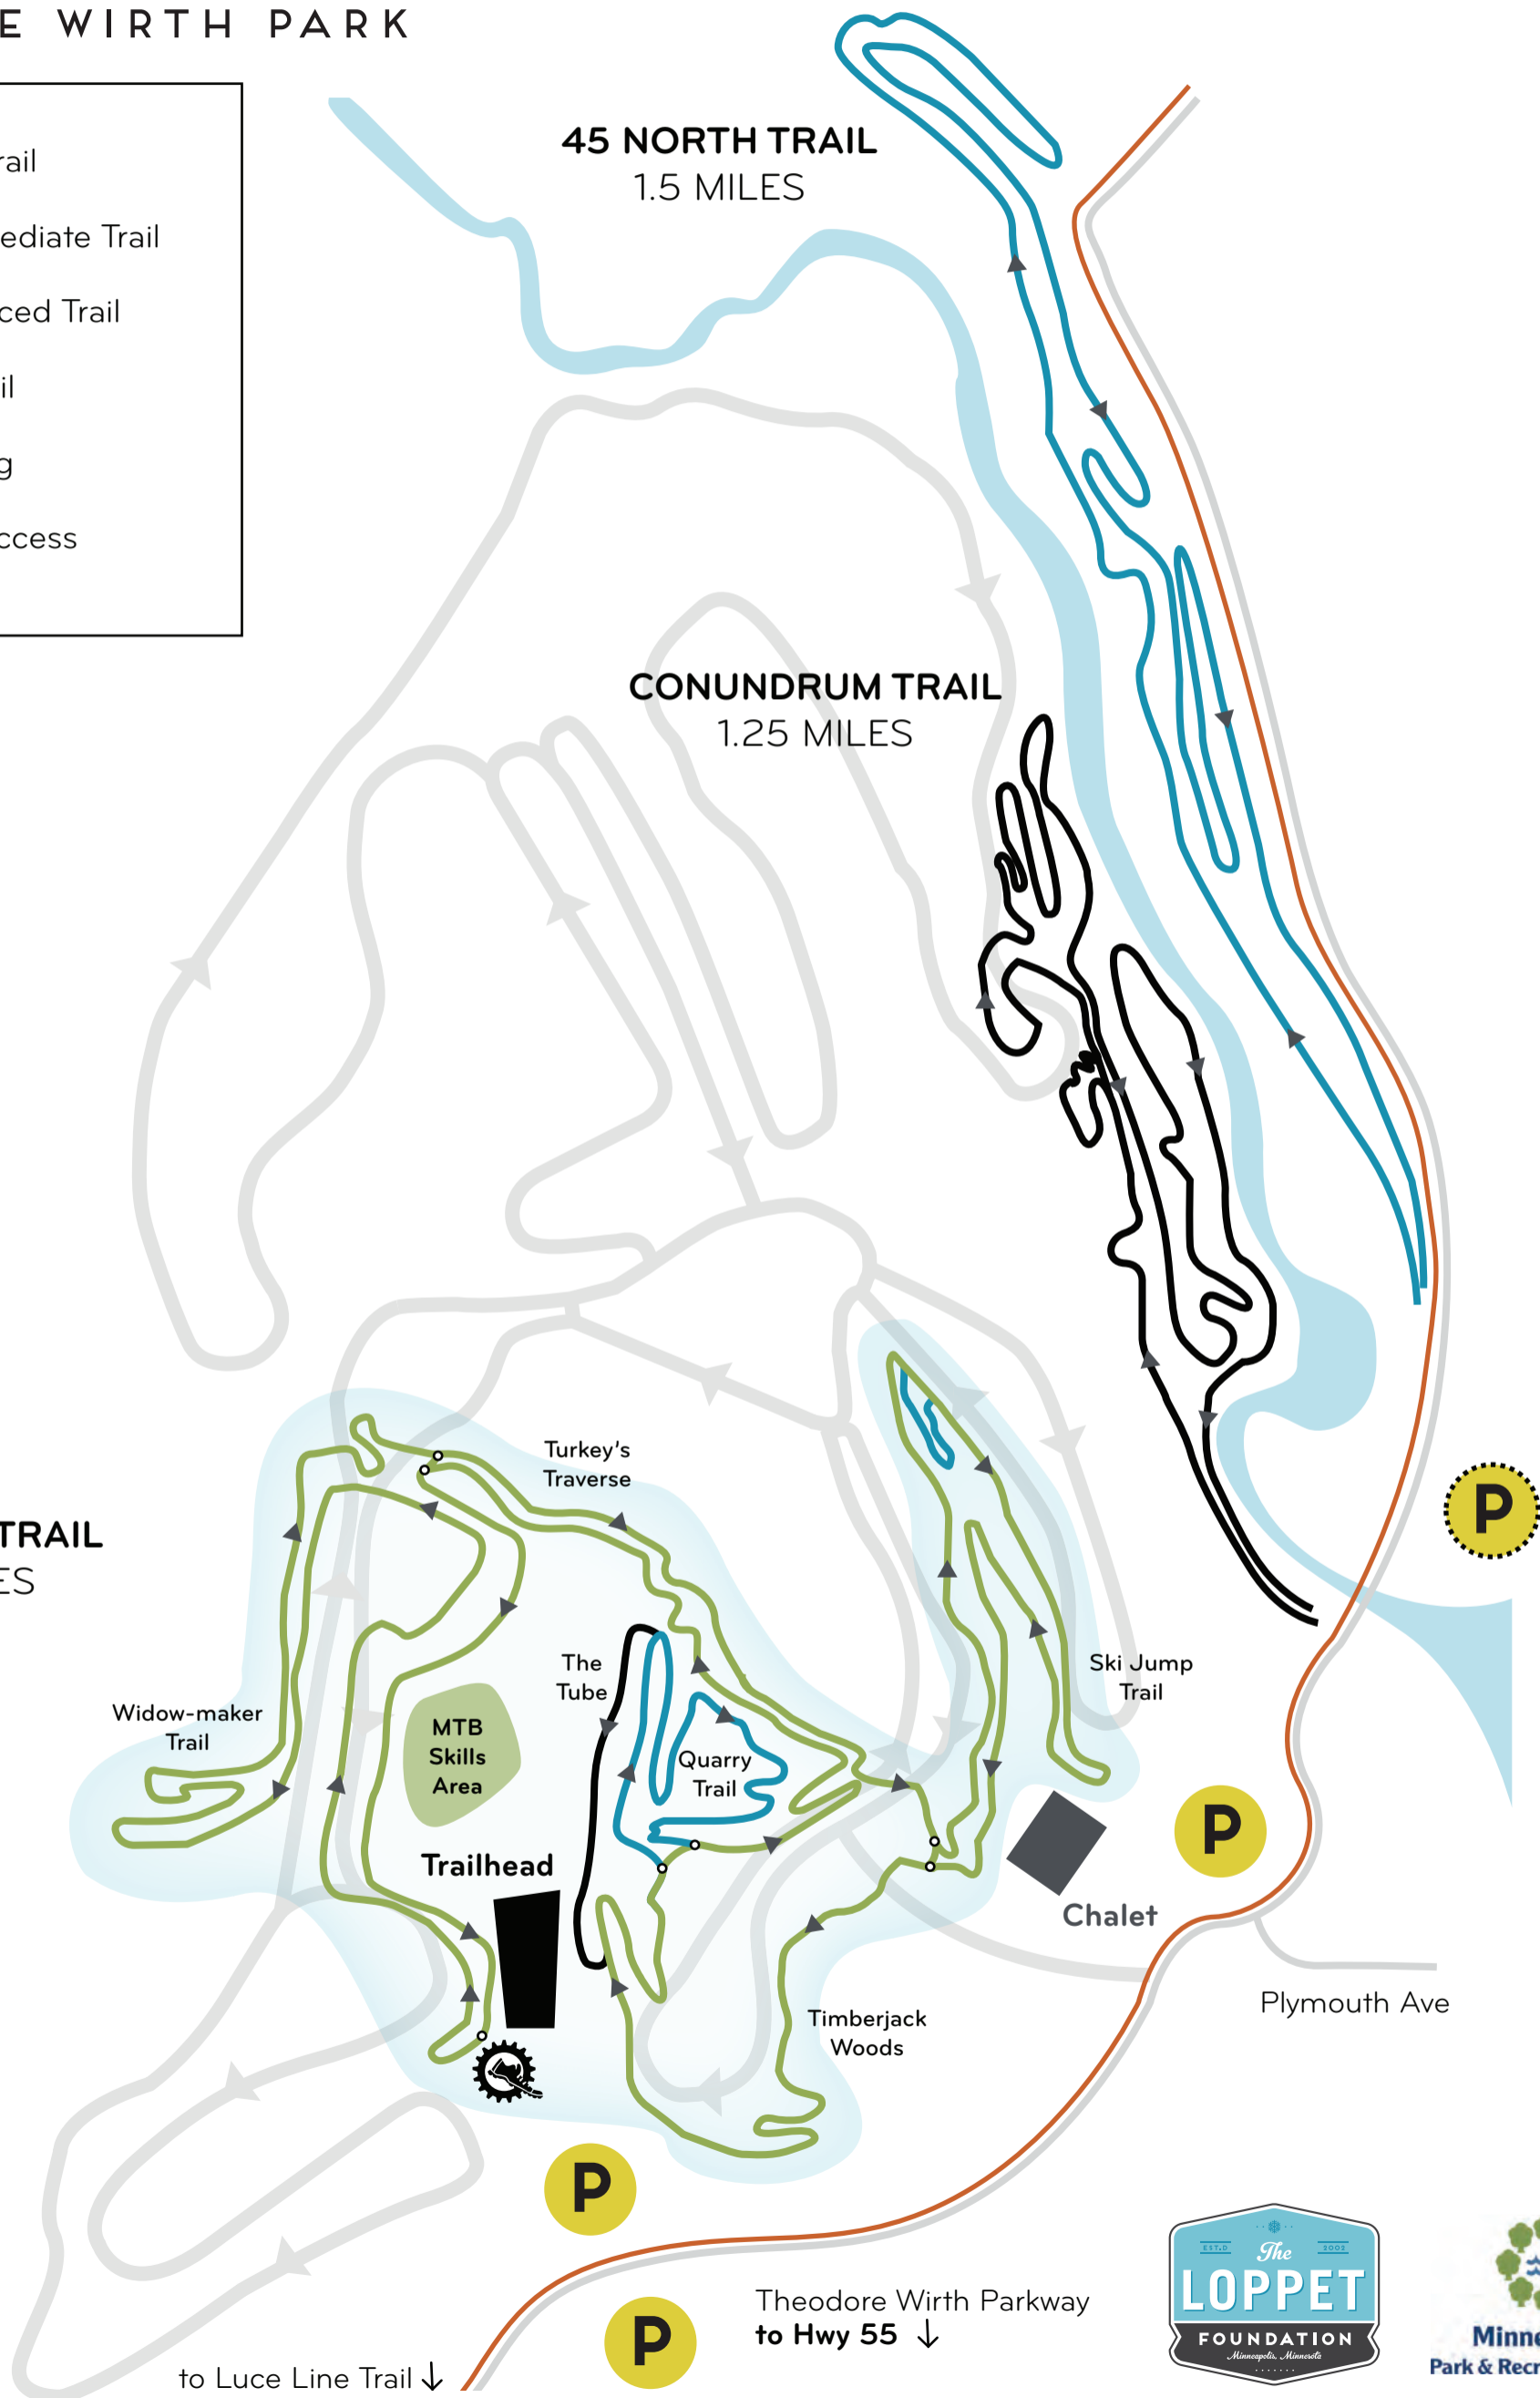 E WIRTH PARK
rail
ediate Trail
ced Trail
il
g
ccess
45 NORTH TRAIL
1.5 MILES
CONUNDRUM TRAIL
1.25 MILES
Turkey's
Traverse
TRAIL
ES
P
The
Tube
Ski Jump
Trail
Widow-maker
Trail
MTB
Skills
Area
Quarry
Trail
P
Trailhead
Chalet
Plymouth Ave
Timberjack
Woods
P
P
Theodore Wirth Parkway
to Hwy 55 ↓
to Luce Line Trail ↓
EST.D
2002
The
LOPPET
FOUNDATION
Minneapolis, Minnesota
Minne
Park & Recr